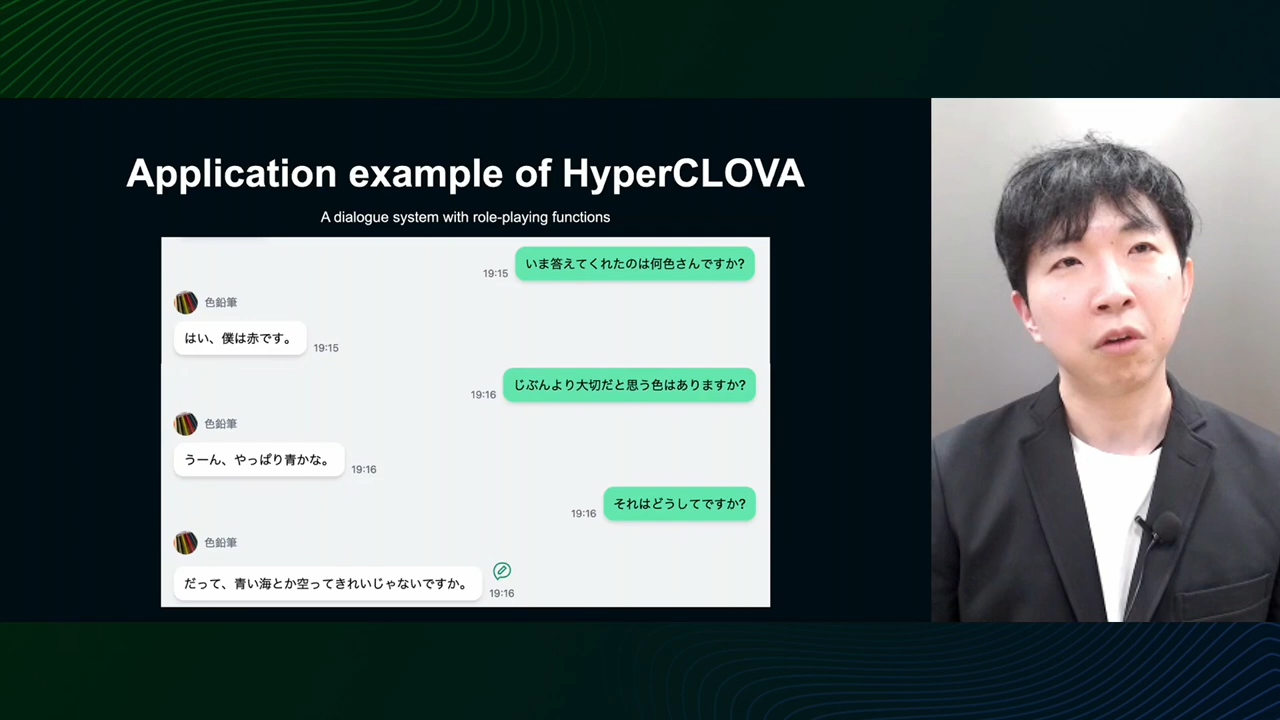 Application example of HyperCLOVA
A dialogue system with role-playing functions
19:15 いま答えてくれたのは何色さんですか?
色鉛筆
はい、僕は赤です。 19:15
19:16 じぶんより大切だと思う色はありますか?
色鉛筆
うーん、やっぱり青かな。 19:16
19:16 それはどうしてですか?
色鉛筆
だって、青い海とか空ってきれいじゃないですか。 19:16